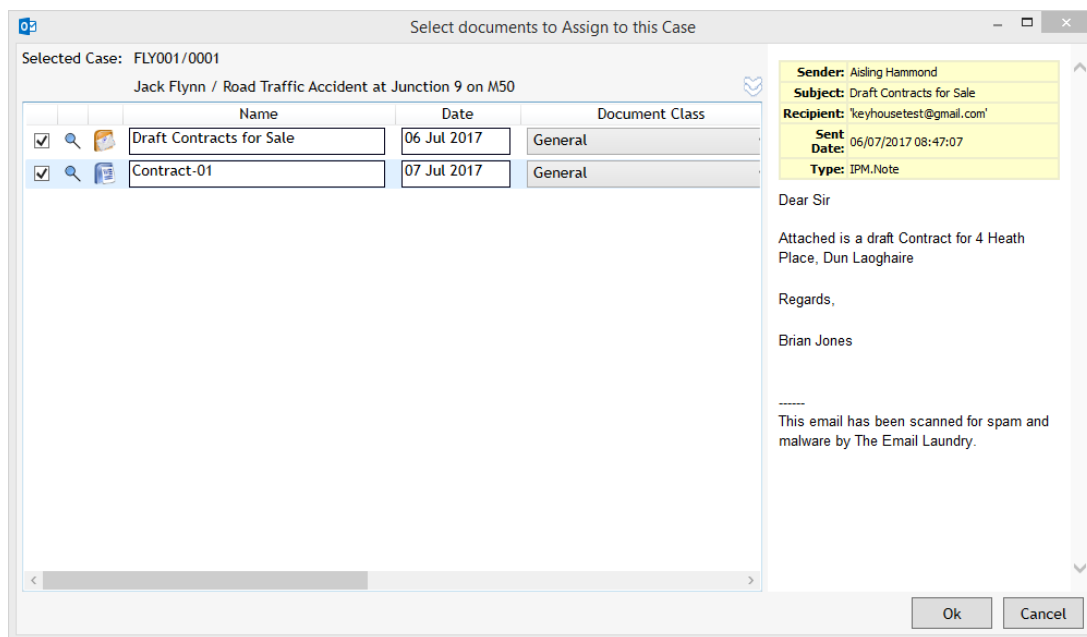 Select documents to Assign to this Case
Selected Case: FLY001/0001
Jack Flynn / Road Traffic Accident at Junction 9 on M50
Name Date Document Class
Draft Contracts for Sale 06 Jul 2017 General
Contract-01 07 Jul 2017 General
Sender: Aisling Hammond
Subject: Draft Contracts for Sale
Recipient: 'keyhousetest@gmail.com'
Sent
Date: 06/07/2017 08:47:07
Type: IPM.Note
Dear Sir
Attached is a draft Contract for 4 Heath
Place, Dun Laoghaire
Regards,
Brian Jones
------
This email has been scanned for spam and
malware by The Email Laundry.
Ok Cancel